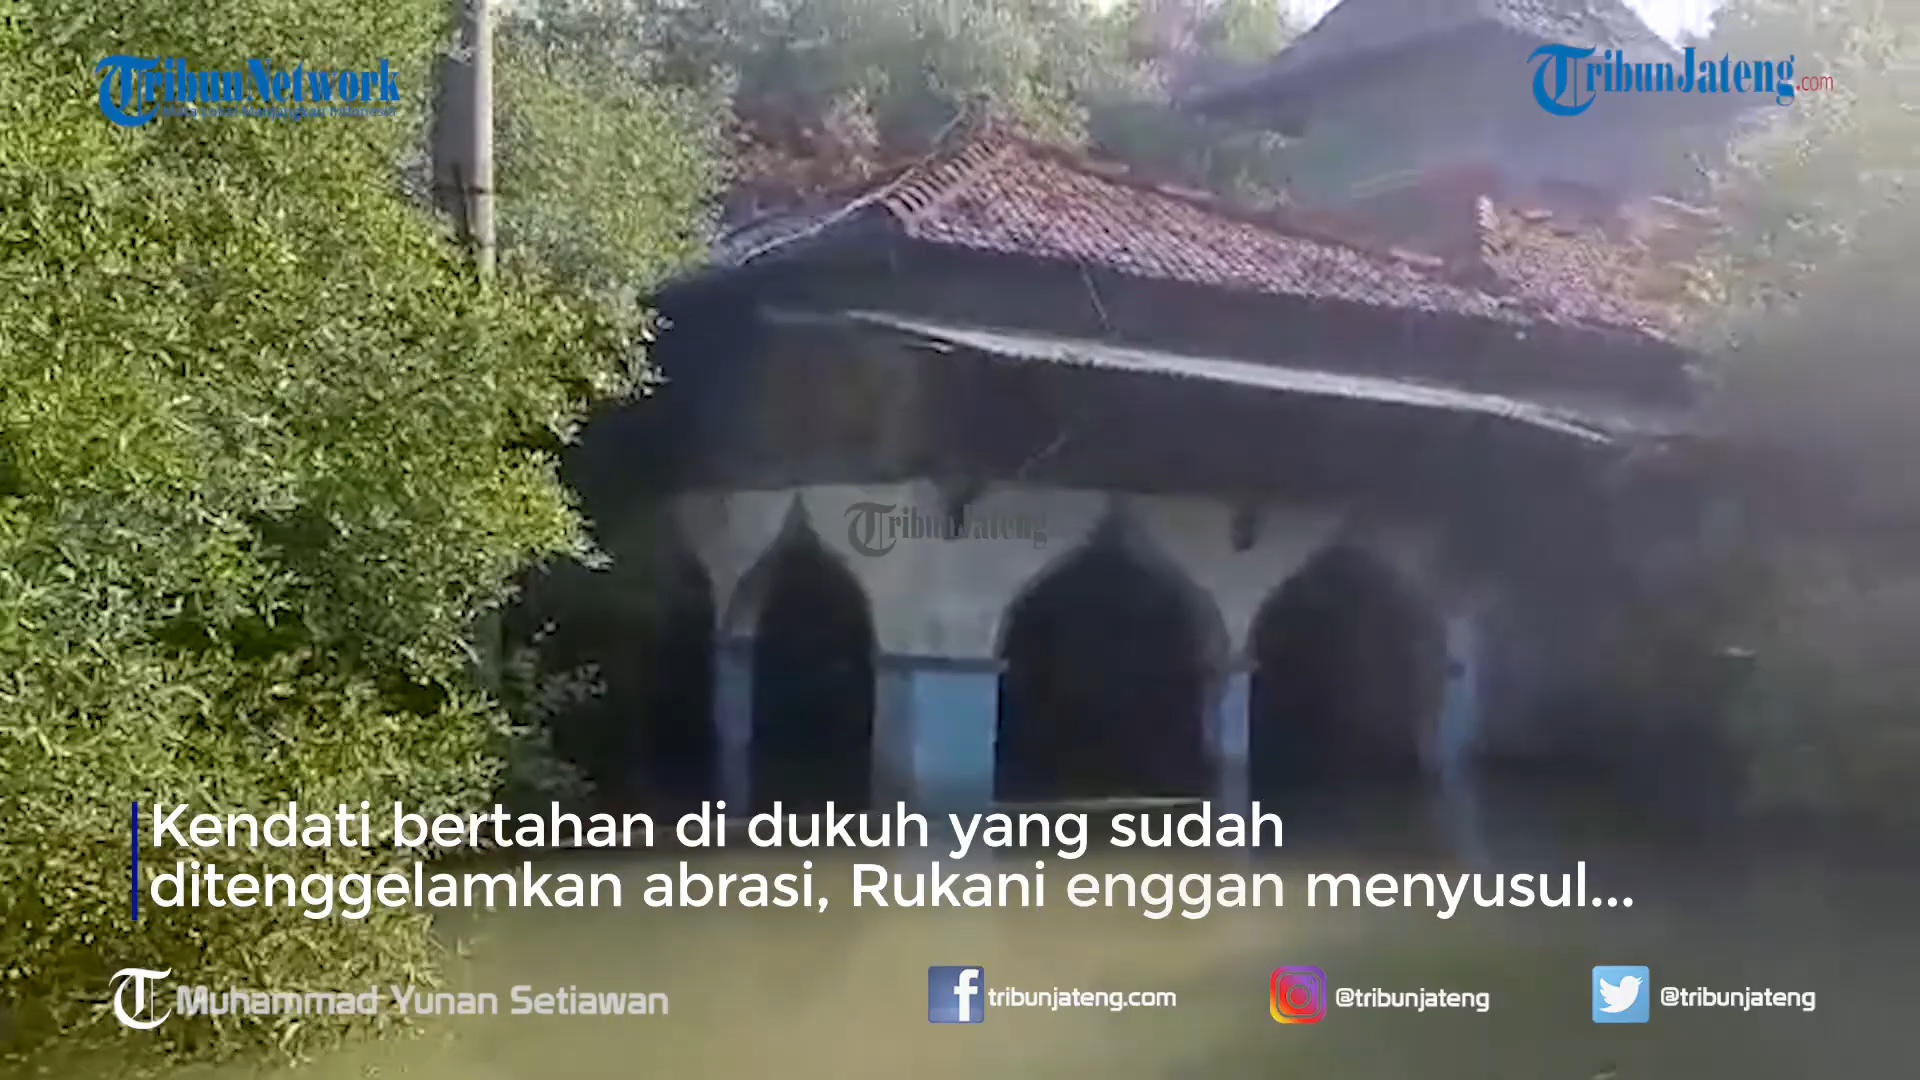 TribunNetwork
TribunJateng.com
TribunJateng
Kendati bertahan di dukuh yang sudah
ditenggelamkan abrasi, Rukani enggan menyusul...
Muhammad Yunan Setiawan
tribunjateng.com
@tribunjateng
@tribunjateng